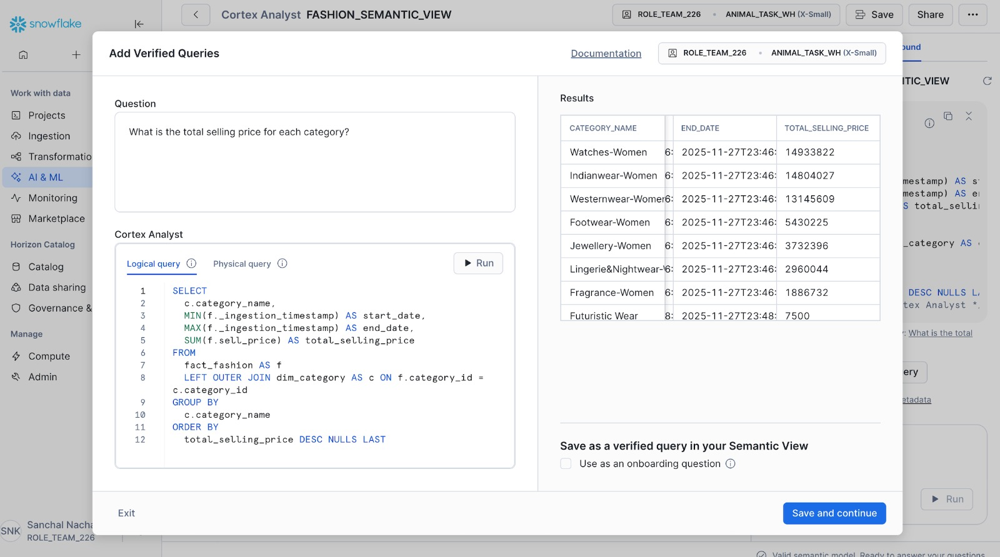 snowflake
Cortex Analyst FASHION_SEMANTIC_VIEW
ROLE_TEAM_226 • ANIMAL_TASK_WH (X-Small)
Save
Share
Work with data
Projects
Ingestion
Transformatio
AI & ML
Monitoring
Marketplace
Horizon Catalog
Catalog
Data sharing
Governance &
Manage
Compute
Admin
SNK
Sanchal Nacha
ROLE_TEAM_226
Add Verified Queries
Documentation
ROLE_TEAM_226 • ANIMAL_TASK_WH (X-Small)
Question
What is the total selling price for each category?
Cortex Analyst
Logical query
Physical query
Run
1 SELECT
2 c.category_name,
3 MIN(f._ingestion_timestamp) AS start_date,
4 MAX(f._ingestion_timestamp) AS end_date,
5 SUM(f.sell_price) AS total_selling_price
6 FROM
7 fact_fashion AS f
8 LEFT OUTER JOIN dim_category AS c ON f.category_id =
c.category_id
9 GROUP BY
10 c.category_name
11 ORDER BY
12 total_selling_price DESC NULLS LAST
Results
CATEGORY_NAME END_DATE TOTAL_SELLING_PRICE
Watches-Women 6: 2025-11-27T23:46: 14933822
Indianwear-Women 6: 2025-11-27T23:46: 14804027
Westernwear-Women 6: 2025-11-27T23:46: 13145609
Footwear-Women 6: 2025-11-27T23:46: 5430225
Jewellery-Women 6: 2025-11-27T23:46: 3732396
Lingerie&Nightwear- 6: 2025-11-27T23:46: 2960044
Fragrance-Women 6: 2025-11-27T23:46: 1886732
Futuristic Wear 8: 2025-11-27T23:48: 7500
Save as a verified query in your Semantic View
Use as an onboarding question
Exit
Save and continue
ound
TIC_VIEW
mestamp) AS s
mestamp) AS e
S total_selli
_category AS
DESC NULLS L
tex Analyst *
y: What is the total
ery
etadata
Run
Valid semantic model. Ready to answer your questions